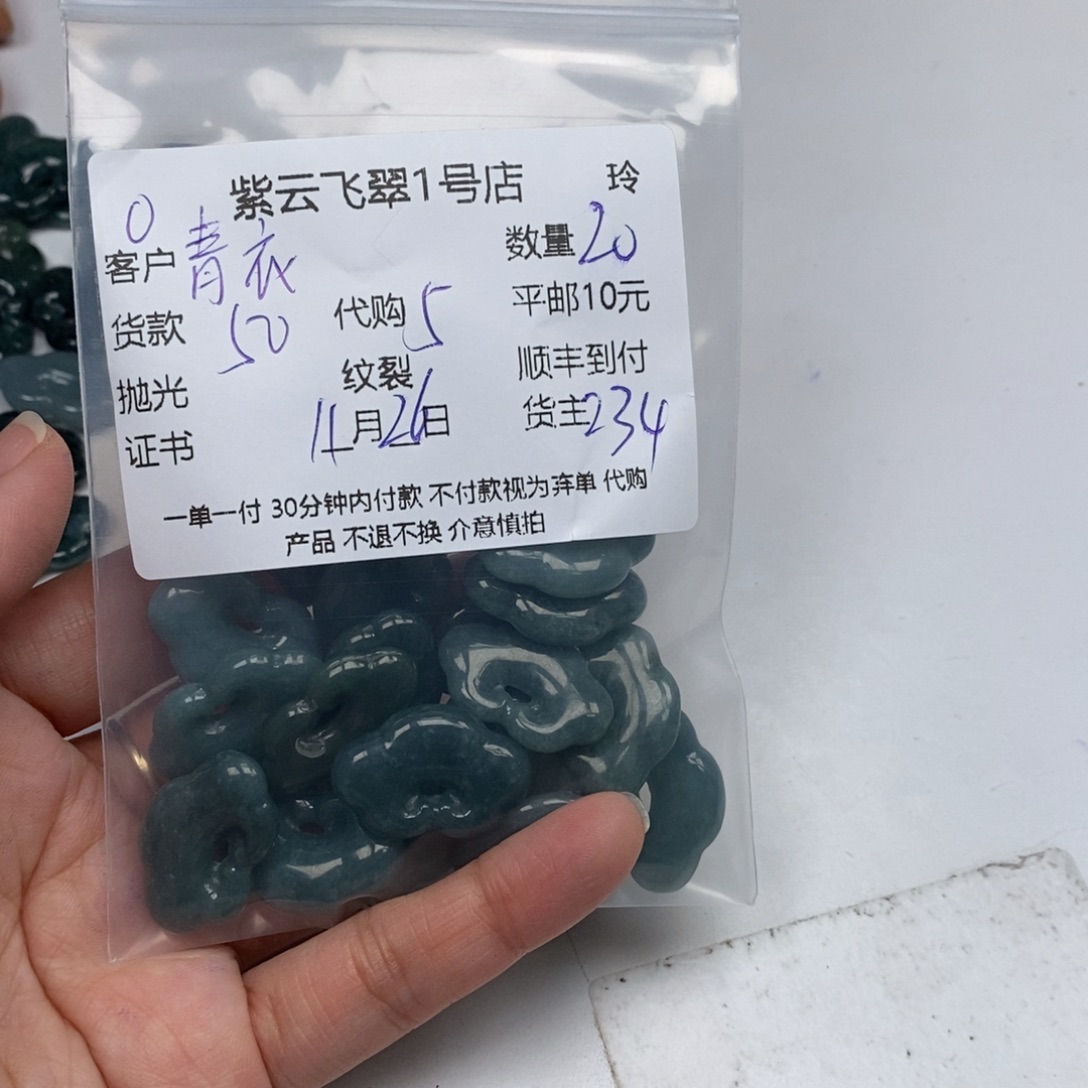 紫云飞翠1号店 玲
0
客户 青衣 数量 20
货款 50 代购 5 平邮10元
抛光 纹裂 顺丰到付
证书 11月26日 货主 234
一单一付 30分钟内付款 不付款视为弃单 代购
产品 不退不换 介意慎拍